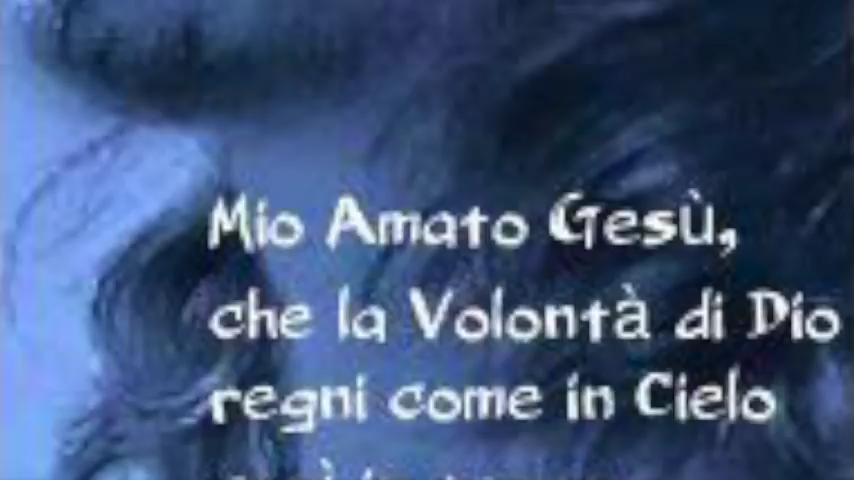 Mio Amato Gesù,
che la Volontà di Dio
regni come in Cielo